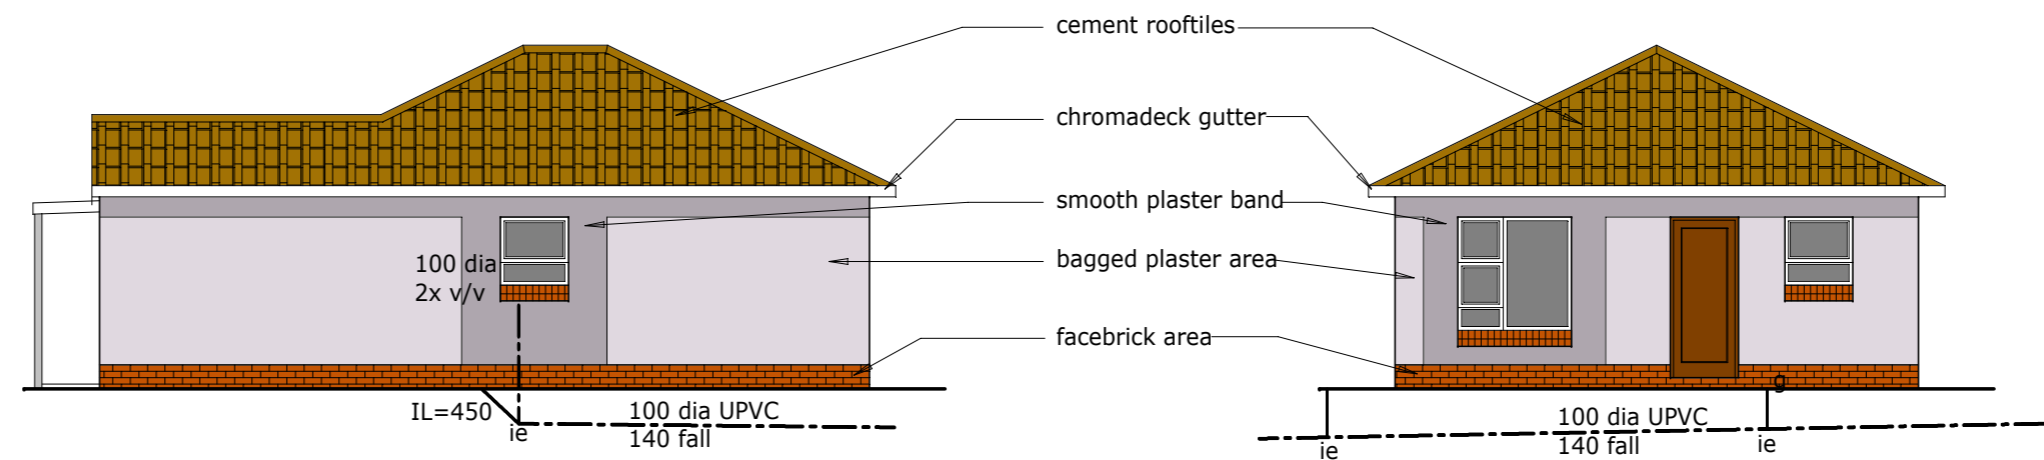 cement rooftiles
chromadeck gutter
smooth plaster band
bagged plaster area
facebrick area
100 dia
2x v/v
IL=450
ie
100 dia UPVC
140 fall
g
100 dia UPVC
140 fall
ie
ie